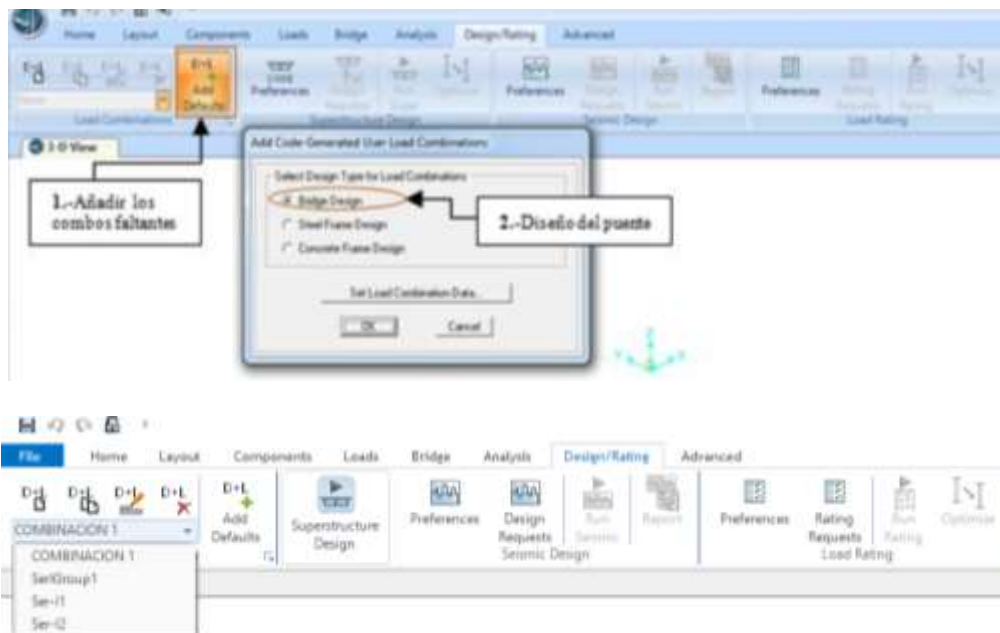 Home Layout Components Loads Bridge Analysis Design/Rating Advanced
D+L
Add
Defaults
Preferences
Preferences
Preferences
Load Combinations
Superstructure Design
Seismic Design
Load Rating
3-D View
Add Code-Generated User Load Combinations
Select Design Type for Load Combinations
Bridge Design
Steel Frame Design
Concrete Frame Design
Set Load Combination Data...
OK Cancel
1.-Añadir los
combos faltantes
2.-Diseño del puente
File Home Layout Components Loads Bridge Analysis Design/Rating Advanced
D+L D+L D+L D+L D+L
Add
Defaults
Superstructure
Design
Preferences
Design
Requests
Run
Seismic
Report
Seismic Design
Preferences
Rating
Requests
Run
Rating
Optimize
Load Rating
COMBINACION 1
COMBINACION 1
SerIGroup1
Ser-I1
Ser-I2